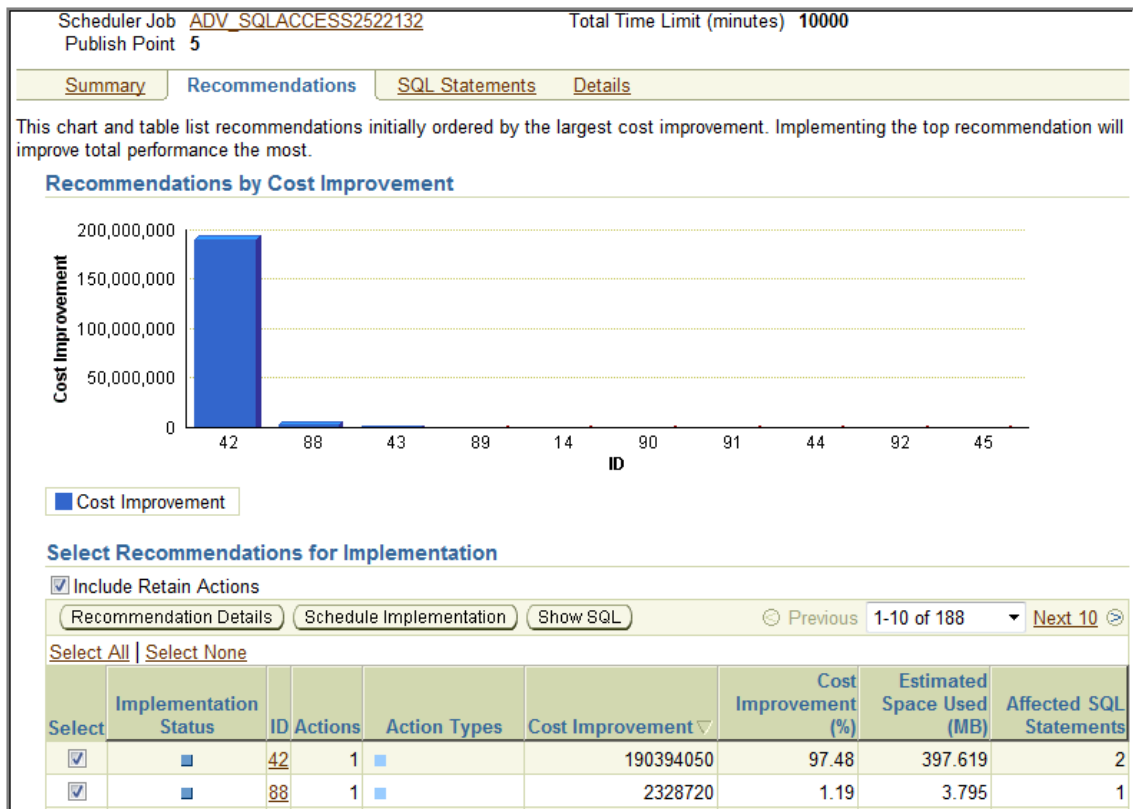 Scheduler Job ADV_SQLACCESS2522132 Total Time Limit (minutes) 10000
Publish Point 5
Summary Recommendations SQL Statements Details
This chart and table list recommendations initially ordered by the largest cost improvement. Implementing the top recommendation will
improve total performance the most.
Recommendations by Cost Improvement
200,000,000
150,000,000
100,000,000
50,000,000
0
Cost Improvement
42 88 43 89 14 90 91 44 92 45
ID
Cost Improvement
Select Recommendations for Implementation
Include Retain Actions
Recommendation Details Schedule Implementation Show SQL Previous 1-10 of 188 Next 10
Select All | Select None
Select Implementation Status ID Actions Action Types Cost Improvement Cost Improvement (%) Estimated Space Used (MB) Affected SQL Statements
42 1 190394050 97.48 397.619 2
88 1 2328720 1.19 3.795 1